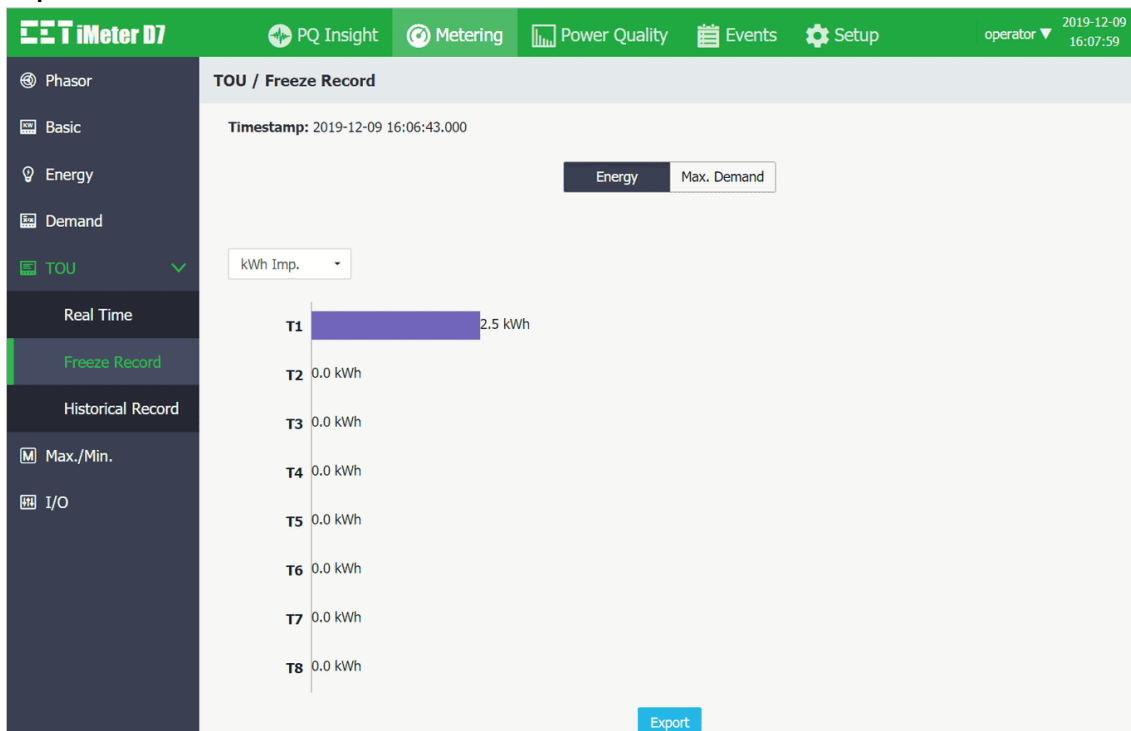 CET iMeter D7
PQ Insight Metering Power Quality Events Setup operator ▼ 2019-12-09
16:07:59
Phasor
Basic
Energy
Demand
TOU
Real Time
Freeze Record
Historical Record
M Max./Min.
I/O
TOU / Freeze Record
Timestamp: 2019-12-09 16:06:43.000
Energy Max. Demand
kWh Imp.
T1 2.5 kWh
T2 0.0 kWh
T3 0.0 kWh
T4 0.0 kWh
T5 0.0 kWh
T6 0.0 kWh
T7 0.0 kWh
T8 0.0 kWh
Export